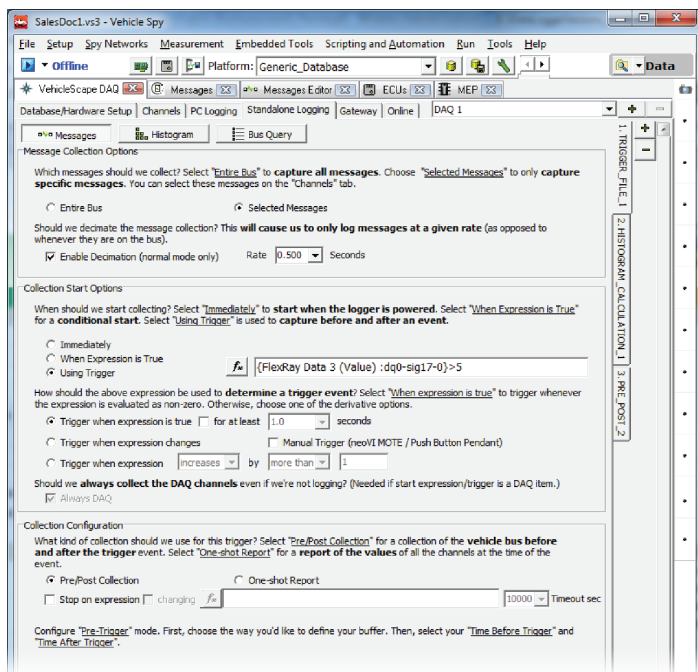 SalesDoc1.vs3 - Vehicle Spy
File Setup Spy Networks Measurement Embedded Tools Scripting and Automation Run Tools Help
Offline Platform: Generic_Database Data
VehicleScape DAQ Messages Messages Editor ECUs MEP
Database/Hardware Setup Channels PC Logging Standalone Logging Gateway Online DAQ 1
Messages Histogram Bus Query
Message Collection Options
Which messages should we collect? Select "Entire Bus" to capture all messages. Choose "Selected Messages" to only capture
specific messages. You can select these messages on the "Channels" tab.
Entire Bus Selected Messages
Should we decimate the message collection? This will cause us to only log messages at a given rate (as opposed to
whenever they are on the bus).
Enable Decimation (normal mode only) Rate 0.500 Seconds
Collection Start Options
When should we start collecting? Select "Immediately" to start when the logger is powered. Select "When Expression is True"
for a conditional start. Select "Using Trigger" is used to capture before and after an event.
Immediately
When Expression is True
Using Trigger fx {FlexRay Data 3 (Value) :dq0-sig17-0}>5
How should the above expression be used to determine a trigger event? Select "When expression is true" to trigger whenever
the expression is evaluated as non-zero. Otherwise, choose one of the derivative options.
Trigger when expression is true for at least 1.0 seconds
Trigger when expression changes Manual Trigger (neoVI MOTE / Push Button Pendant)
Trigger when expression increases by more than 1
Should we always collect the DAQ channels even if we're not logging? (Needed if start expression/trigger is a DAQ item.)
Always DAQ
Collection Configuration
What kind of collection should we use for this trigger? Select "Pre/Post Collection" for a collection of the vehicle bus before
and after the trigger event. Select "One-shot Report" for a report of the values of all the channels at the time of the
event.
Pre/Post Collection One-shot Report
Stop on expression changing fx 10000 Timeout sec
Configure "Pre-Trigger" mode. First, choose the way you'd like to define your buffer. Then, select your "Time Before Trigger" and
"Time After Trigger".
1. TRIGGER_FILE_1
2. HISTOGRAM_CALCULATION_1
3. PRE_POST_2